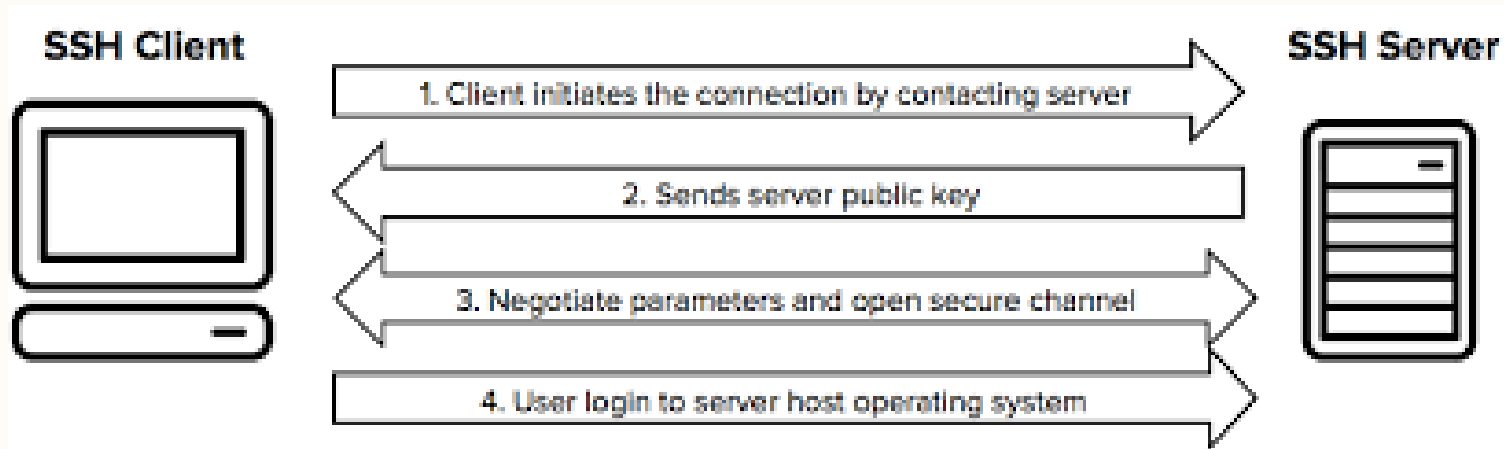 SSH Client
SSH Server
1. Client initiates the connection by contacting server
2. Sends server public key
3. Negotiate parameters and open secure channel
4. User login to server host operating system